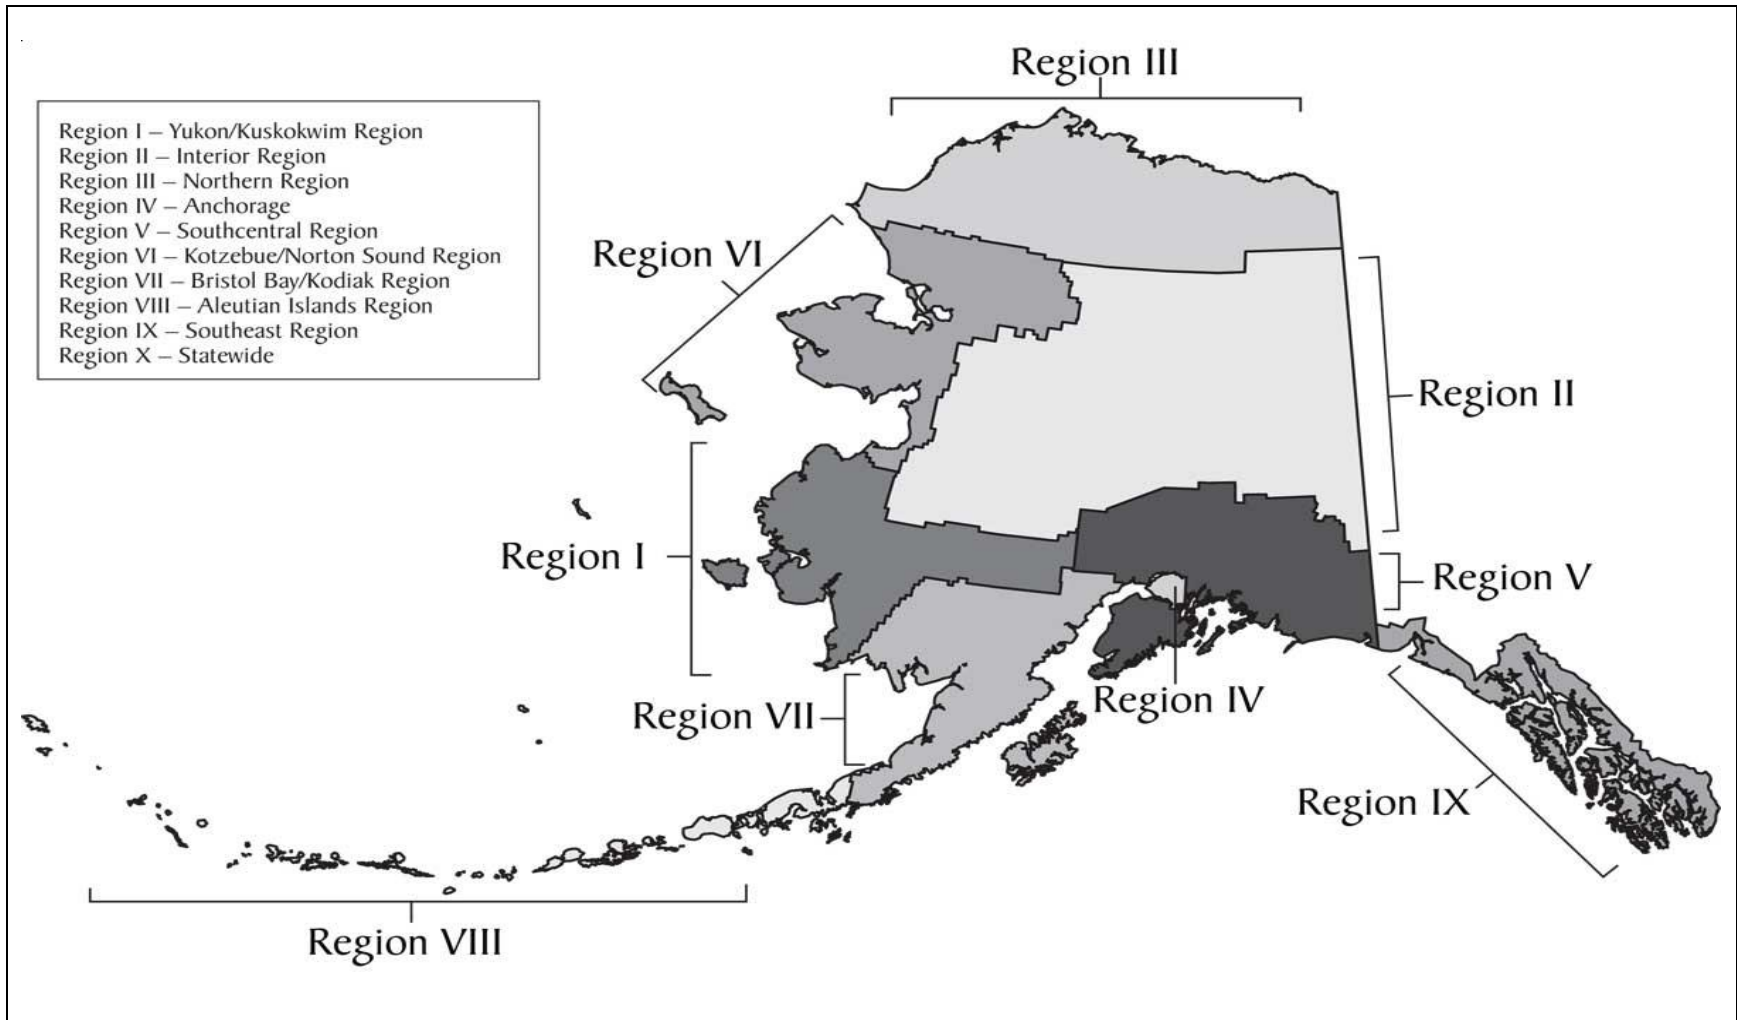 Region III
Region I – Yukon/Kuskokwim Region
Region II – Interior Region
Region III – Northern Region
Region IV – Anchorage
Region V – Southcentral Region
Region VI – Kotzebue/Norton Sound Region
Region VII – Bristol Bay/Kodiak Region
Region VIII – Aleutian Islands Region
Region IX – Southeast Region
Region X – Statewide
Region VI
Region II
Region I
Region V
Region IV
Region VII
Region IX
Region VIII